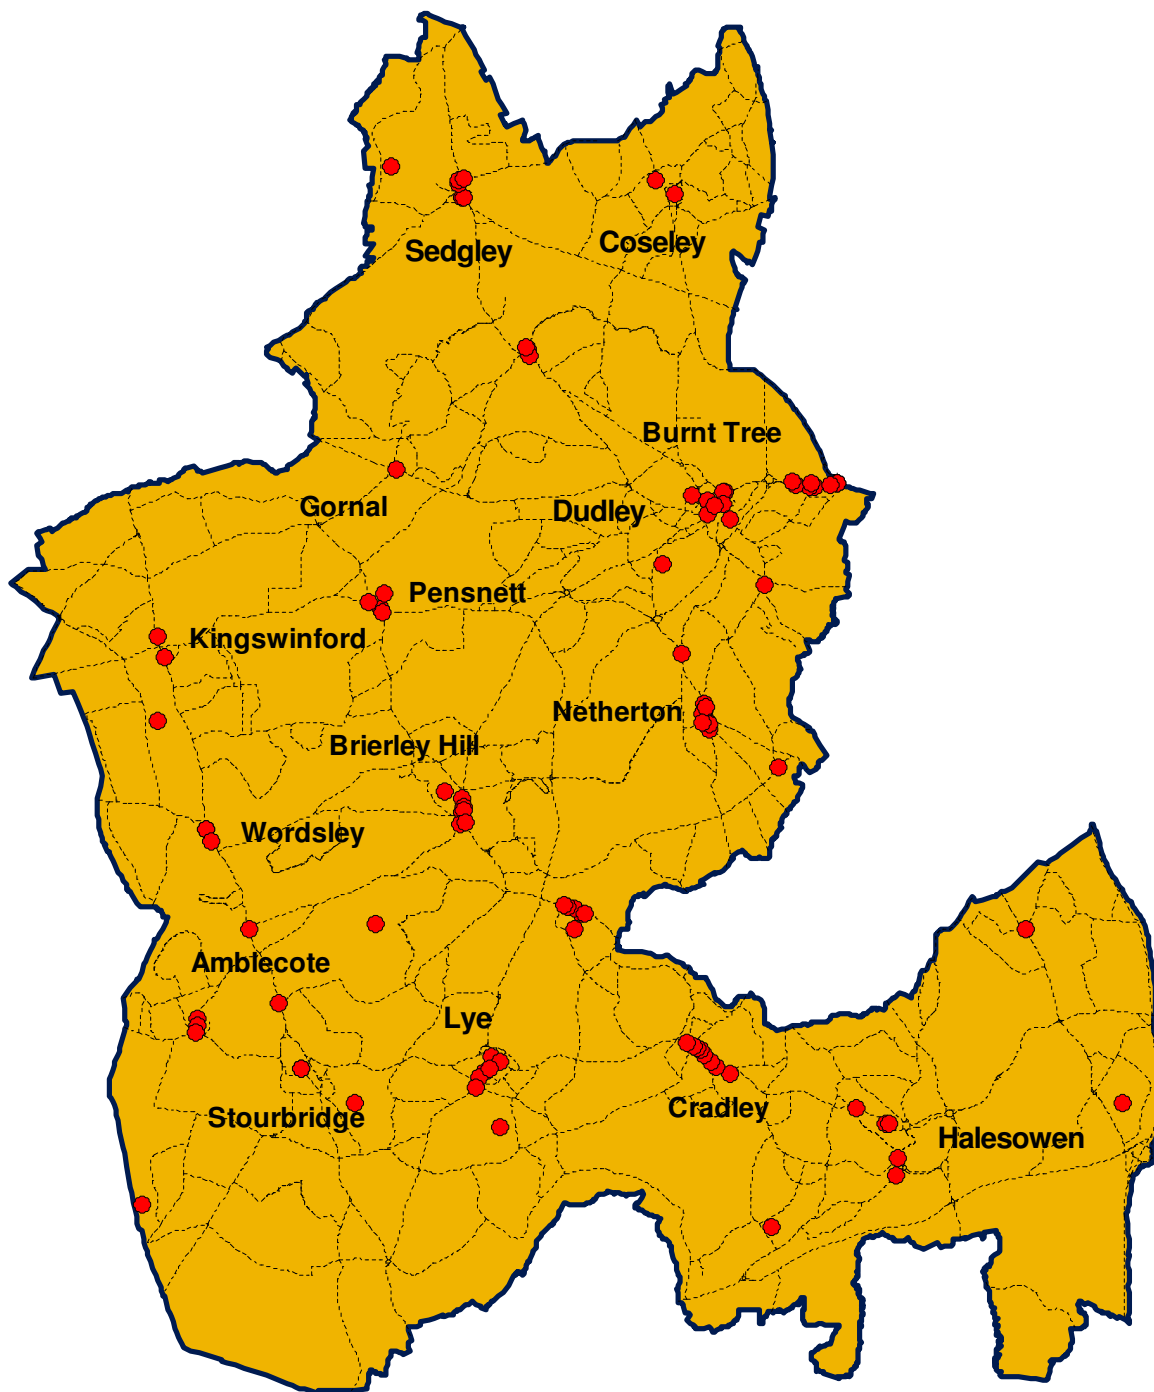 Sedgley
Coseley
Burnt Tree
Gornal
Dudley
Pensnett
Kingswinford
Netherton
Brierley Hill
Wordsley
Amblecote
Lye
Stourbridge
Cradley
Halesowen